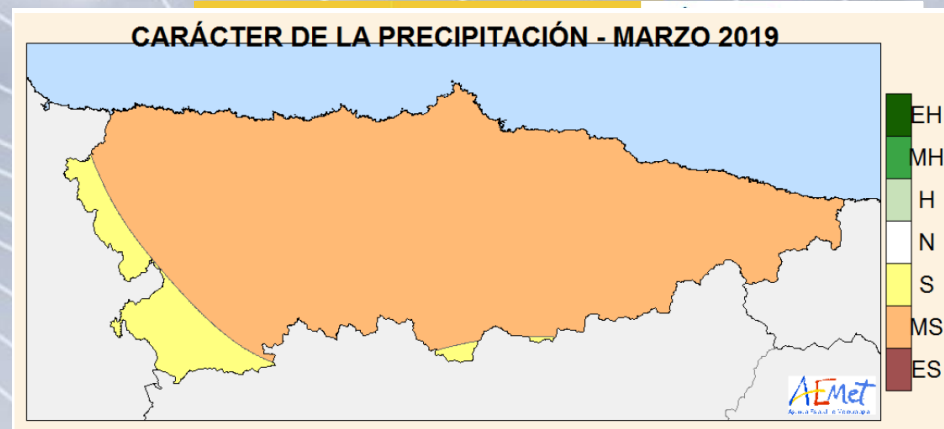 CARÁCTER DE LA PRECIPITACIÓN - MARZO 2019
EH
MH
H
N
S
MS
ES
AEMet